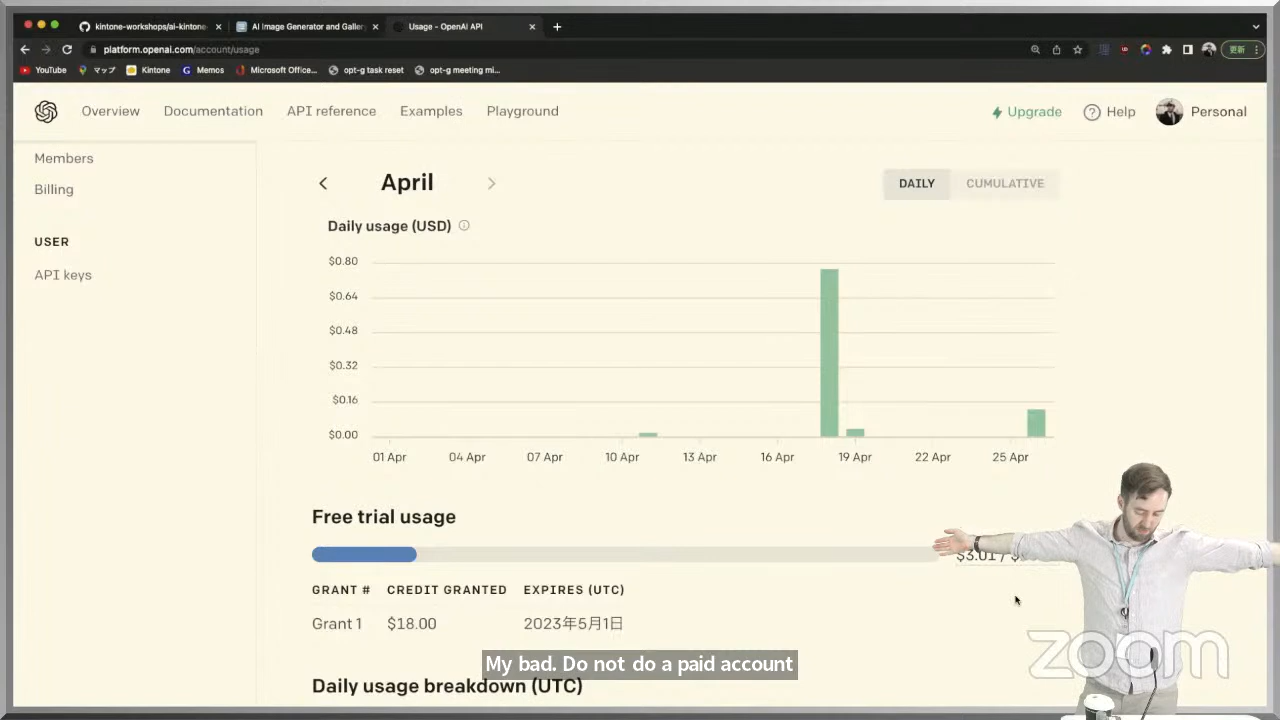 kintone-workshops/ai-kintone-
AI Image Generator and Gallery
Usage - OpenAI API
platform.openai.com/account/usage
更新
YouTube
マップ
Kintone
Memos
Microsoft Office...
opt-g task reset
opt-g meeting mi...
Overview
Documentation
API reference
Examples
Playground
Upgrade
Help
Personal
Members
Billing
USER
API keys
April
DAILY
CUMULATIVE
Daily usage (USD)
$0.80
$0.64
$0.48
$0.32
$0.16
$0.00
01 Apr
04 Apr
07 Apr
10 Apr
13 Apr
16 Apr
19 Apr
22 Apr
25 Apr
Free trial usage
$3.01 /
GRANT # CREDIT GRANTED EXPIRES (UTC)
Grant 1 $18.00 2023年5月1日
My bad. Do not do a paid account
zoom
Daily usage breakdown (UTC)